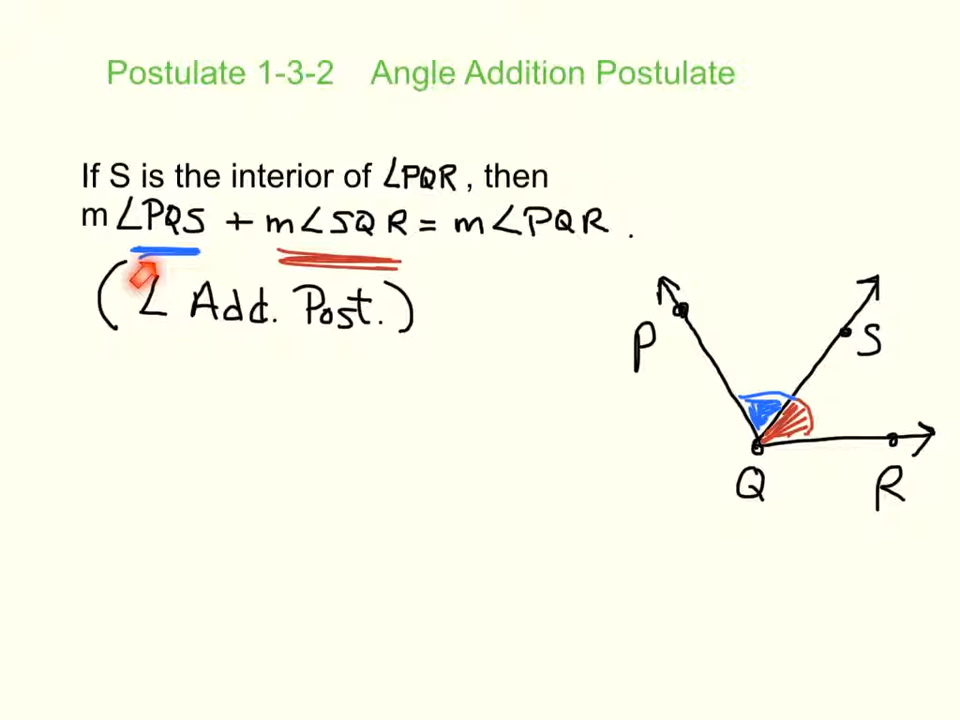 Postulate 1-3-2 Angle Addition Postulate
If S is the interior of ∠PQR , then
m∠PQS + m∠SQR = m∠PQR .
(∠ Add. Post.)
P
S
Q
R